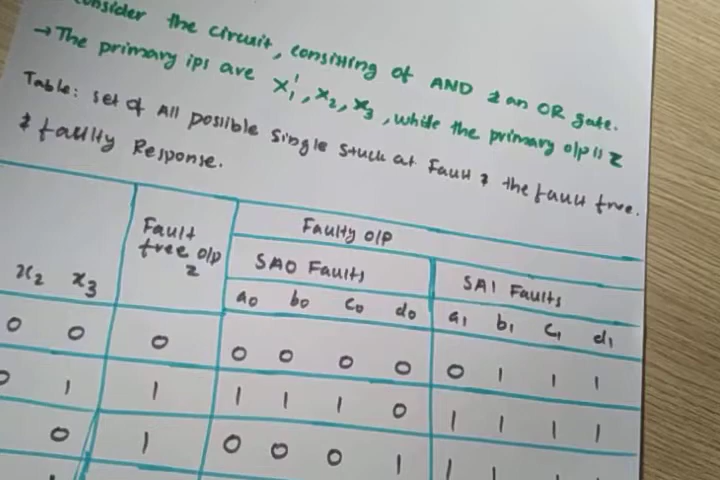 consider the circuit, consisting of AND & an OR gate.
→ The primary ips are x₁', x₂, x₃, while the primary o/p is z
Table: Set of All possible Single Stuck at Fault & the fault free.
& faulty Response.
Fault free o/p z
Faulty O/P
SA0 Faults
SA1 Faults
x₂ x₃ a₀ b₀ c₀ d₀ a₁ b₁ c₁ d₁
0 0 0 0 0 0 0 0 1 1 1
0 1 1 1 1 1 0 1 1 1 1
0 1 0 0 0 1 1